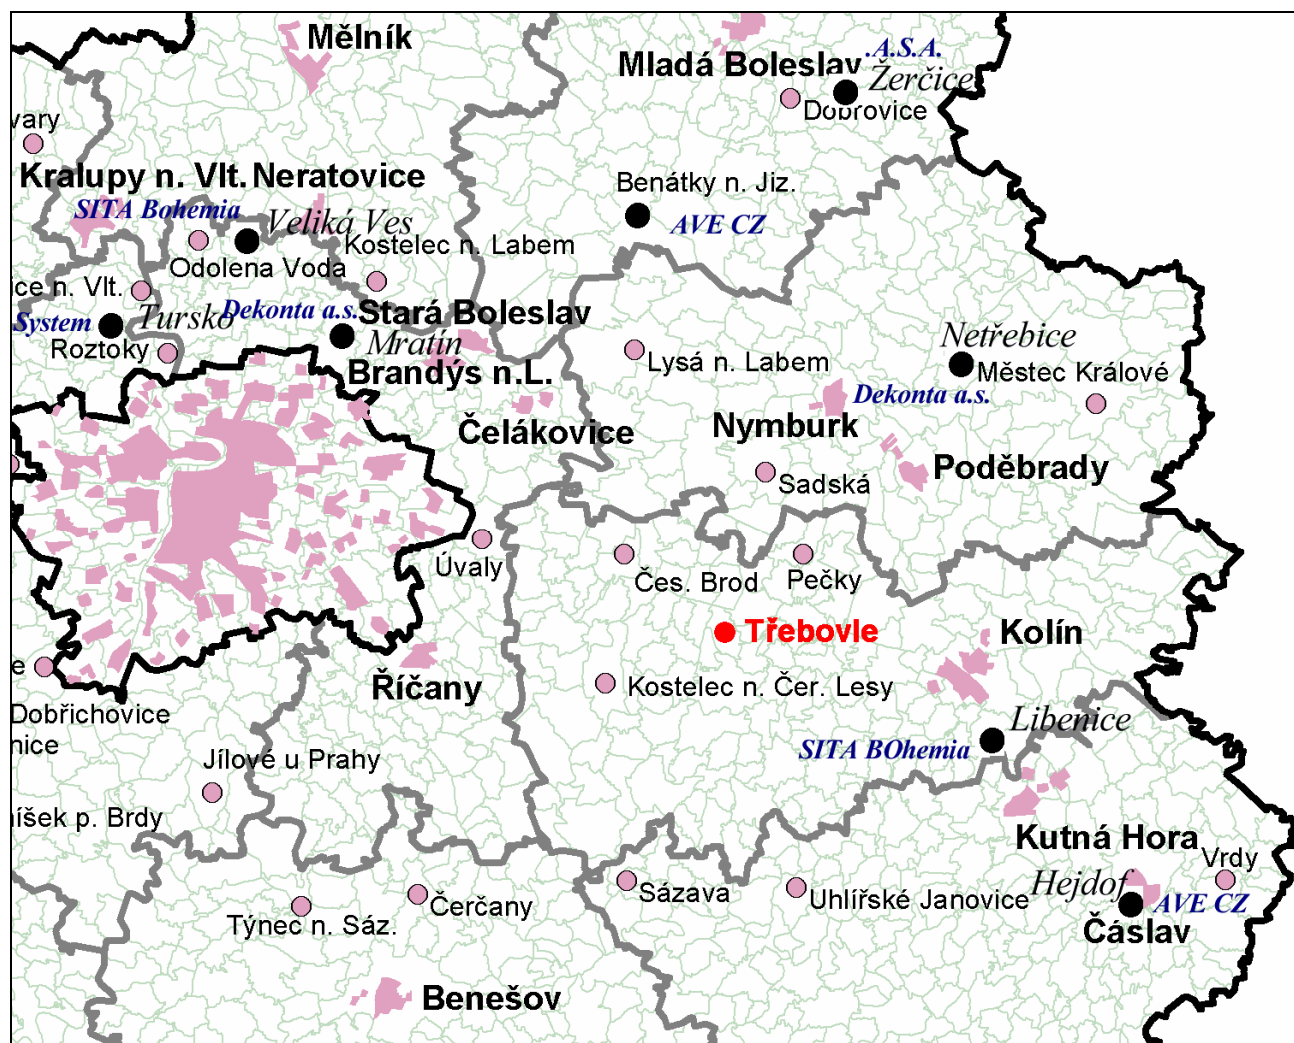 Mělník
.A.S.A.
Mladá Boleslav
Žerčice
Dobrovice
vary
Kralupy n. Vlt.
Neratovice
Benátky n. Jiz.
SITA Bohemia
Veliká Ves
AVE CZ
Kostelec n. Labem
Odolena Voda
ice n. Vlt.
System
Tursko
Dekonta a.s.
Stará Boleslav
Mratín
Roztoky
Brandýs n.L.
Lysá n. Labem
Netřebice
Městec Králové
Dekonta a.s.
Nymburk
Čelákovice
Poděbrady
Sadská
Úvaly
Čes. Brod
Pečky
Třebovle
Kolín
e
Říčany
Kostelec n. Čer. Lesy
Dobřichovice
nice
Libenice
SITA BOhemia
Jílové u Prahy
íšek p. Brdy
Kutná Hora
Vrdy
Hejdof
Sázava
Uhlířské Janovice
AVE CZ
Čáslav
Čerčany
Týnec n. Sáz.
Benešov